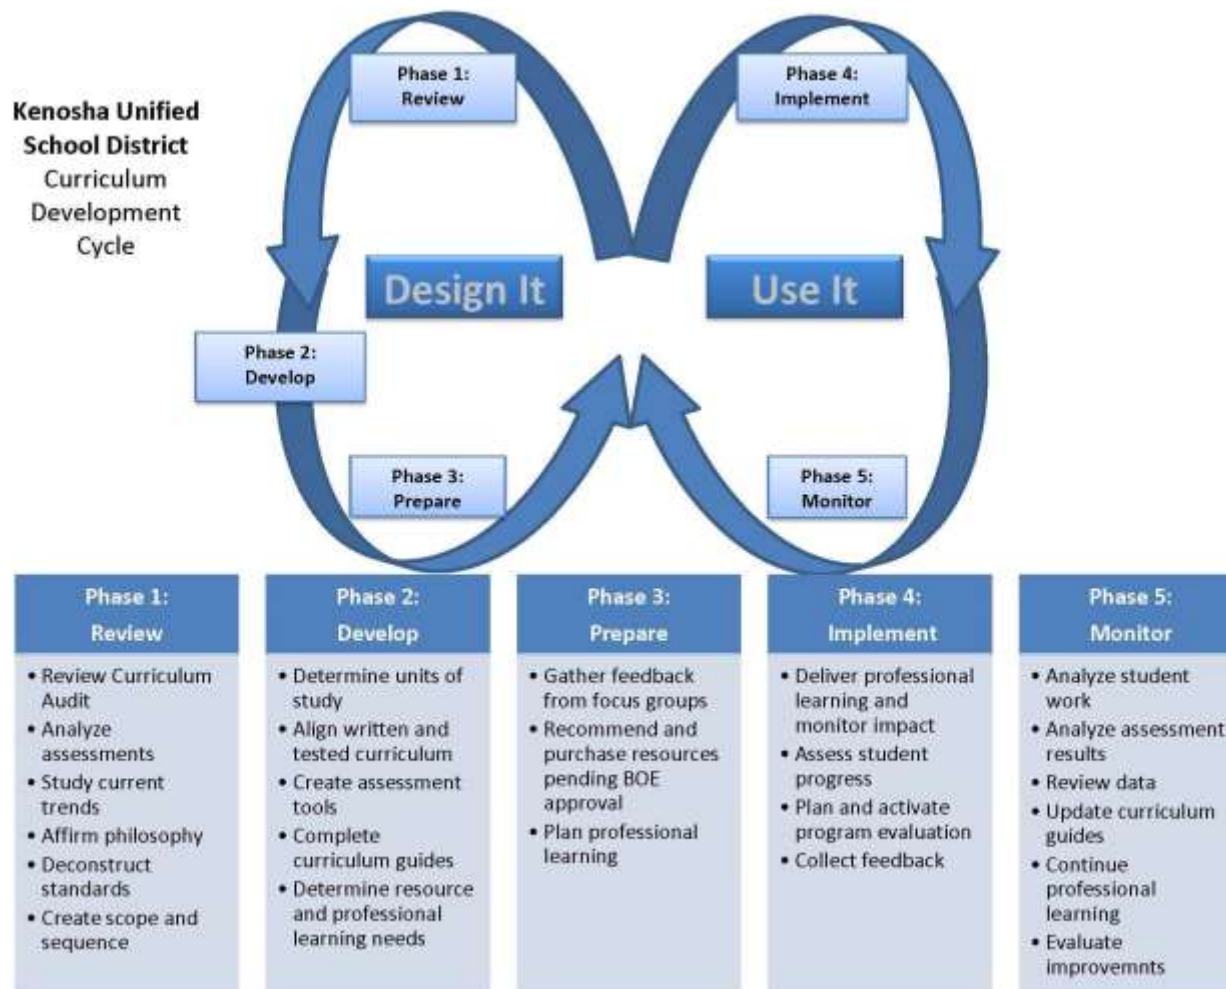 Kenosha Unified
School District
Curriculum
Development
Cycle
Phase 1:
Review
Phase 4:
Implement
Design It
Use It
Phase 2:
Develop
Phase 3:
Prepare
Phase 5:
Monitor
Phase 1:
Review
• Review Curriculum
Audit
• Analyze
assessments
• Study current
trends
• Affirm philosophy
• Deconstruct
standards
• Create scope and
sequence
Phase 2:
Develop
• Determine units of
study
• Align written and
tested curriculum
• Create assessment
tools
• Complete
curriculum guides
• Determine resource
and professional
learning needs
Phase 3:
Prepare
• Gather feedback
from focus groups
• Recommend and
purchase resources
pending BOE
approval
• Plan professional
learning
Phase 4:
Implement
• Deliver professional
learning and
monitor impact
• Assess student
progress
• Plan and activate
program evaluation
• Collect feedback
Phase 5:
Monitor
• Analyze student
work
• Analyze assessment
results
• Review data
• Update curriculum
guides
• Continue
professional
learning
• Evaluate
improvemnts